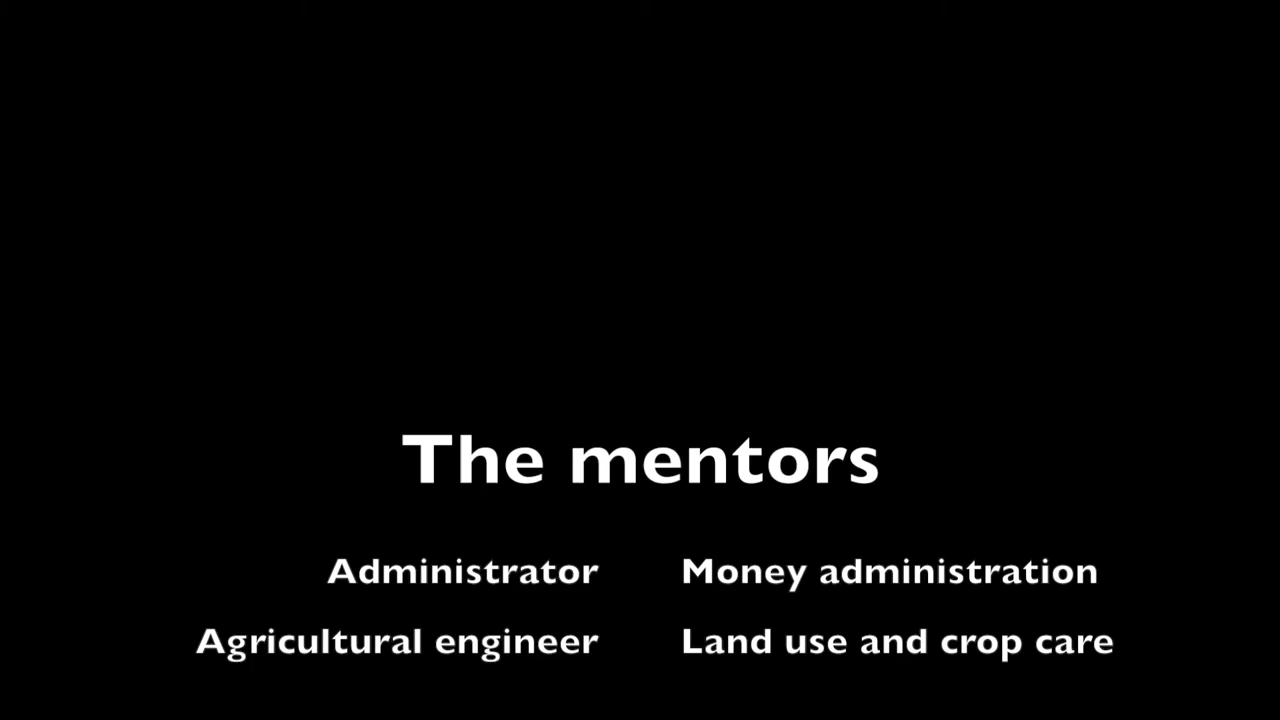 The mentors
Administrator Money administration
Agricultural engineer Land use and crop care